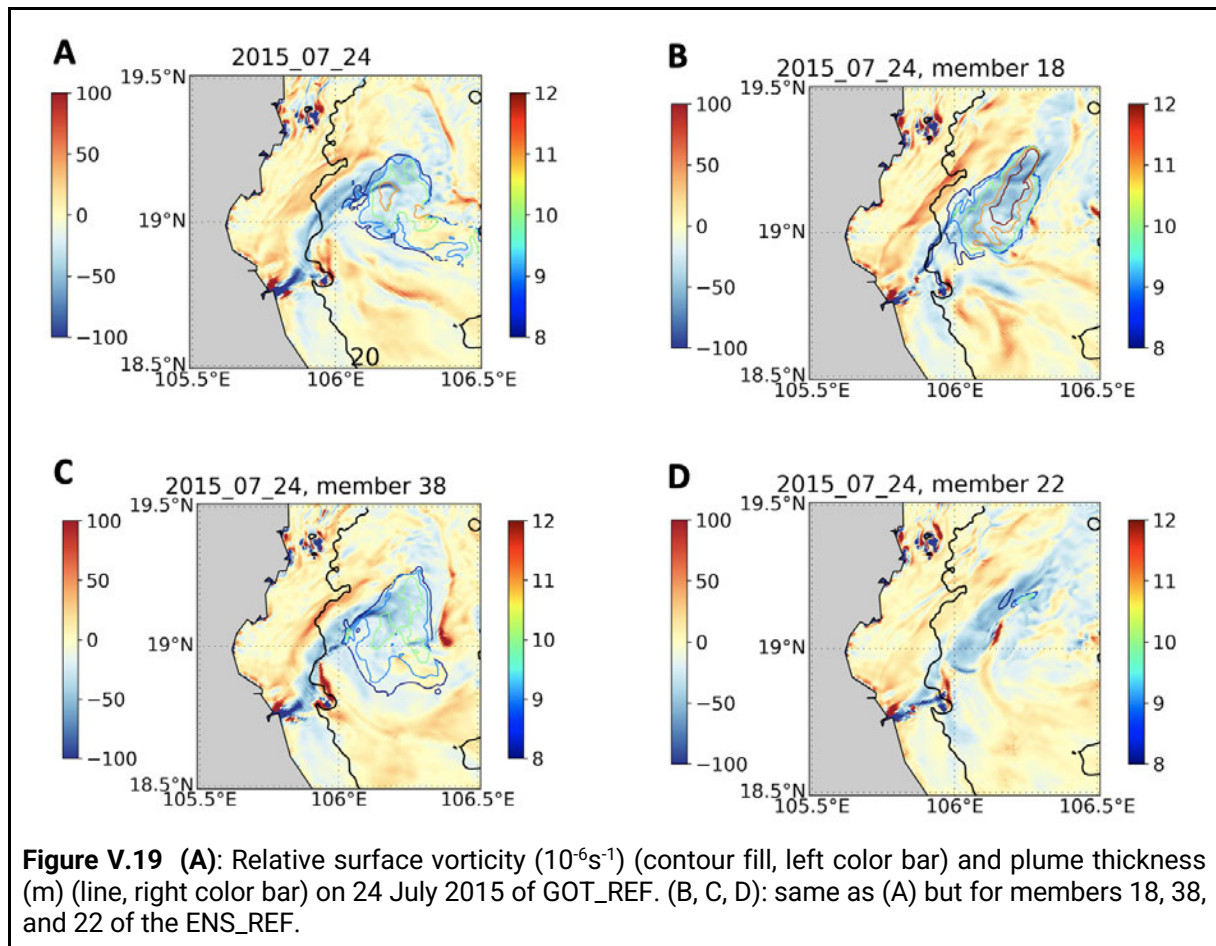 A
2015_07_24
19.5°N
19°N
18.5°N
105.5°E
106°E
106.5°E
20
100
50
0
−50
−100
12
11
10
9
8
B
2015_07_24, member 18
19.5°N
19°N
18.5°N
105.5°E
106°E
106.5°E
100
50
0
−50
−100
12
11
10
9
8
C
2015_07_24, member 38
19.5°N
19°N
18.5°N
105.5°E
106°E
106.5°E
100
50
0
−50
−100
12
11
10
9
8
D
2015_07_24, member 22
19.5°N
19°N
18.5°N
105.5°E
106°E
106.5°E
100
50
0
−50
−100
12
11
10
9
8
Figure V.19 (A): Relative surface vorticity (10⁻⁶s⁻¹) (contour fill, left color bar) and plume thickness
(m) (line, right color bar) on 24 July 2015 of GOT_REF. (B, C, D): same as (A) but for members 18, 38,
and 22 of the ENS_REF.